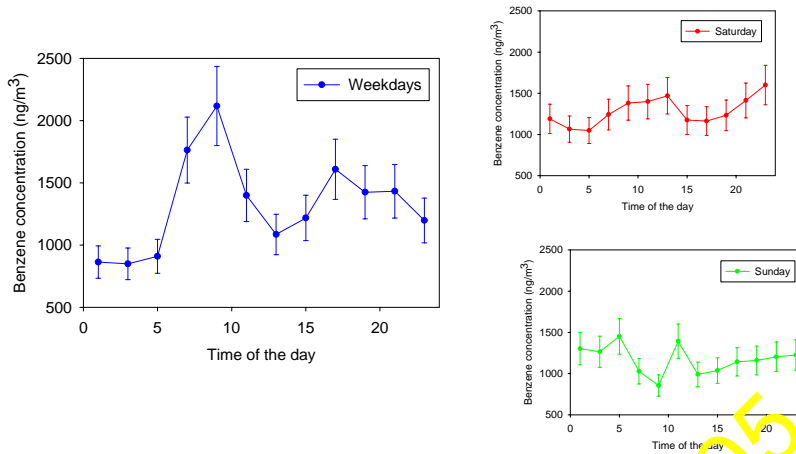 Benzene concentration (ng/m³)
2500
2000
1500
1000
500
Weekdays
0 5 10 15 20
Time of the day
Benzene concentration (ng/m³)
2500
2000
1500
1000
500
Saturday
0 5 10 15 20
Time of the day
Benzene concentration (ng/m³)
2500
2000
1500
1000
500
Sunday
0 5 10 15 20
Time of the day